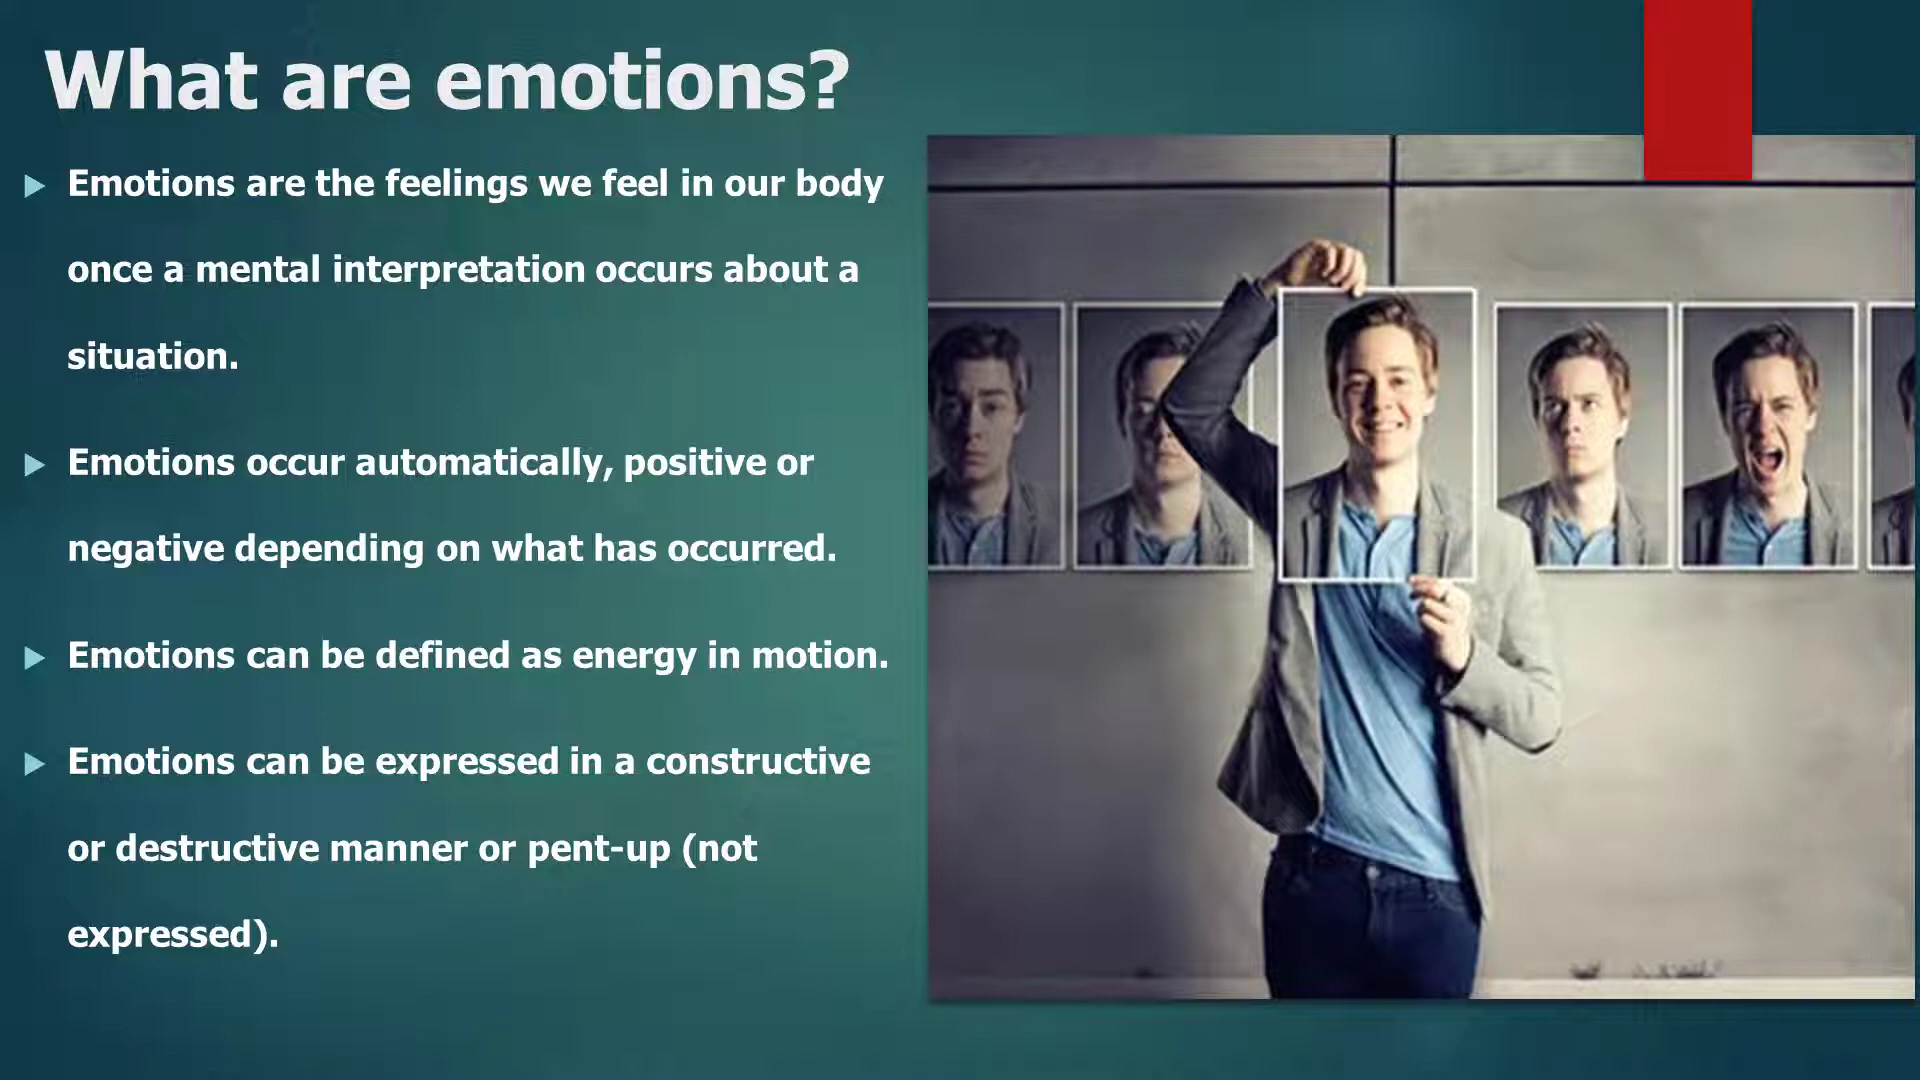 What are emotions?
Emotions are the feelings we feel in our body
once a mental interpretation occurs about a
situation.
Emotions occur automatically, positive or
negative depending on what has occurred.
Emotions can be defined as energy in motion.
Emotions can be expressed in a constructive
or destructive manner or pent-up (not
expressed).